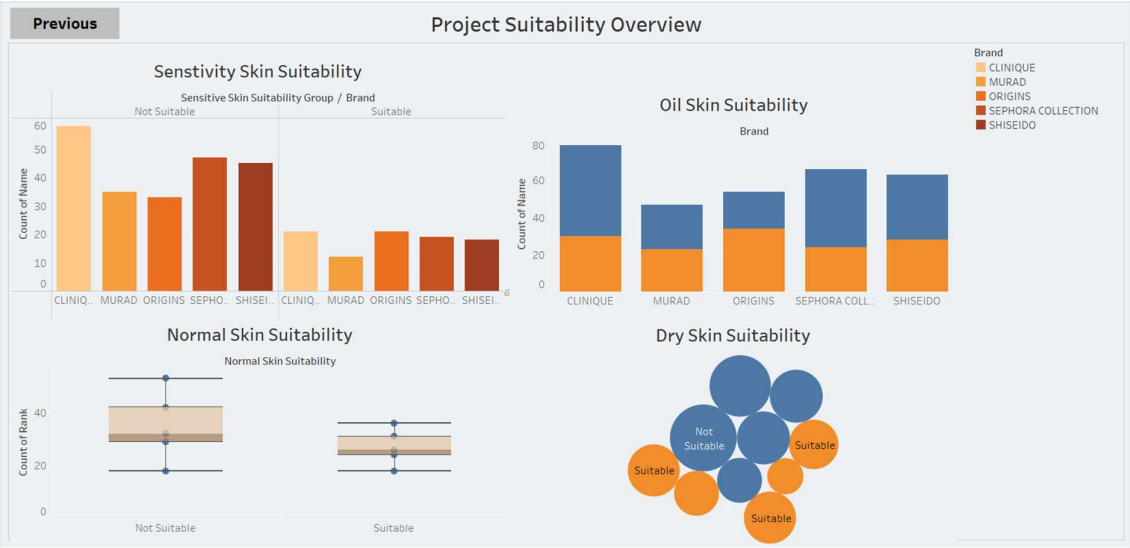 Previous
Project Suitability Overview
Brand
CLINIQUE
MURAD
ORIGINS
SEPHORA COLLECTION
SHISEIDO
Senstivity Skin Suitability
Sensitive Skin Suitability Group / Brand
Not Suitable
Suitable
Count of Name
60
50
40
30
20
10
0
CLINIQ.. MURAD ORIGINS SEPHO.. SHISEI.. CLINIQ.. MURAD ORIGINS SEPHO.. SHISEI..
Oil Skin Suitability
Brand
Count of Name
80
60
40
20
0
CLINIQUE MURAD ORIGINS SEPHORA COLL.. SHISEIDO
Normal Skin Suitability
Normal Skin Suitability
Count of Rank
40
20
0
Not Suitable Suitable
Dry Skin Suitability
Not
Suitable
Suitable
Suitable
Suitable